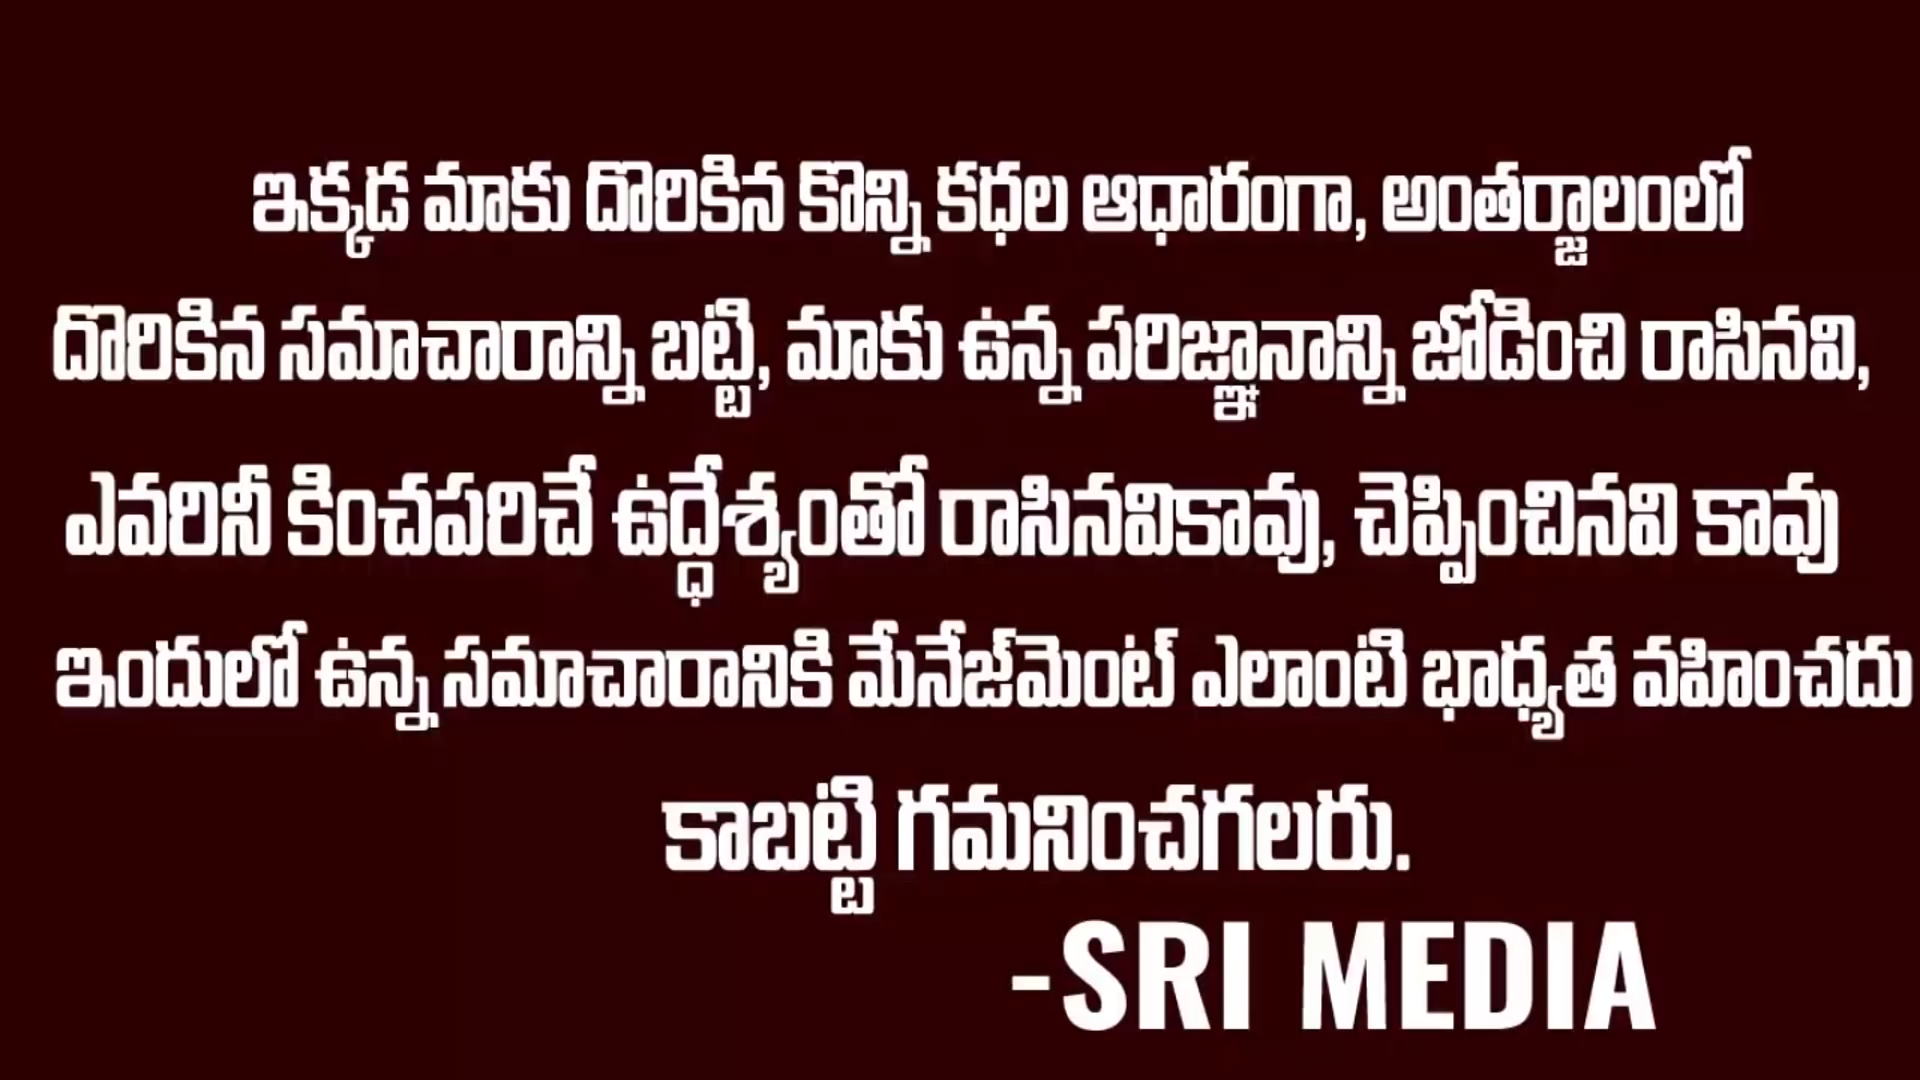 ఇక్కడ మాకు దొరికిన కొన్ని కధల ఆధారంగా, అంతర్జాలంలో
దొరికిన సమాచారాన్ని బట్టి, మాకు ఉన్న పరిజ్ఞానాన్ని జోడించి రాసినవి,
ఎవరినీ కించపరిచే ఉద్ధేశ్యంతో రాసినవికావు, చెప్పించినవి కావు
ఇందులో ఉన్న సమాచారానికి మేనేజ్‌మెంట్ ఎలాంటి భాధ్యత వహించదు
కాబట్టి గమనించగలరు.
-SRI MEDIA